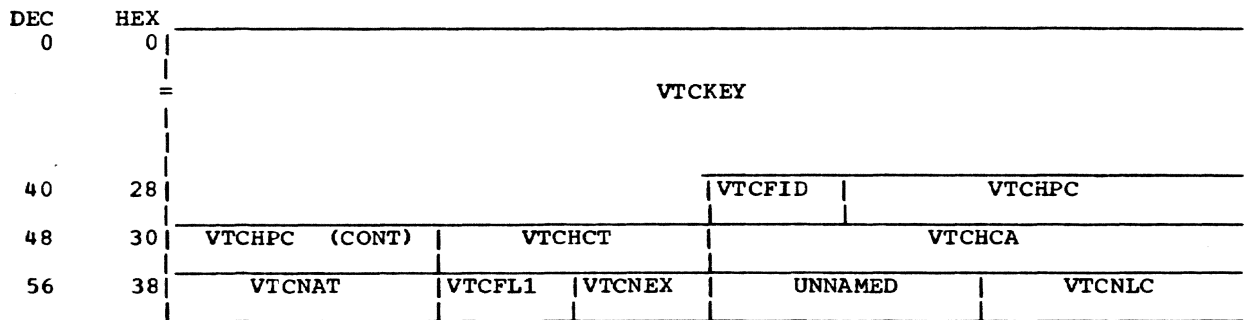 DEC HEX
0 0
VTCKEY
40 28 VTCFID VTCHPC
48 30 VTCHPC (CONT) VTCHCT VTCHCA
56 38 VTCNAT VTCFL1 VTCNEX UNNAMED VTCNLC